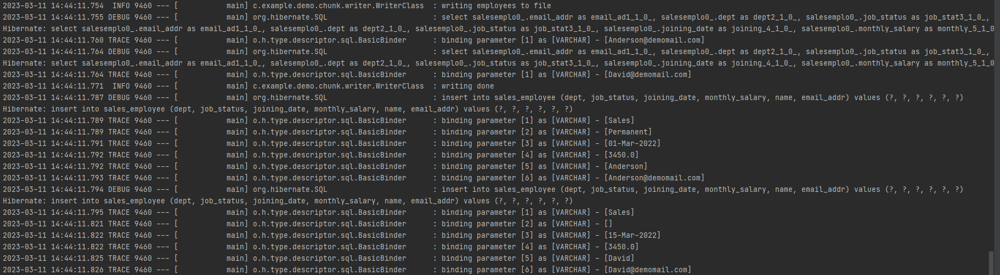 2023-03-11 14:44:11.754  INFO 9460 --- [           main] c.example.demo.chunk.writer.WriterClass  : writing employees to file
2023-03-11 14:44:11.755 DEBUG 9460 --- [           main] org.hibernate.SQL                        : select salesemplo0_.email_addr as email_ad1_1_0_, salesemplo0_.dept as dept2_1_0_, salesemplo0_.job_status as job_stat3_1_0_,
Hibernate: select salesemplo0_.email_addr as email_ad1_1_0_, salesemplo0_.dept as dept2_1_0_, salesemplo0_.job_status as job_stat3_1_0_, salesemplo0_.joining_date as joining_4_1_0_, salesemplo0_.monthly_salary as monthly_5_1_0
2023-03-11 14:44:11.760 TRACE 9460 --- [           main] o.h.type.descriptor.sql.BasicBinder      : binding parameter [1] as [VARCHAR] - [Anderson@demomail.com]
2023-03-11 14:44:11.764 DEBUG 9460 --- [           main] org.hibernate.SQL                        : select salesemplo0_.email_addr as email_ad1_1_0_, salesemplo0_.dept as dept2_1_0_, salesemplo0_.job_status as job_stat3_1_0_,
Hibernate: select salesemplo0_.email_addr as email_ad1_1_0_, salesemplo0_.dept as dept2_1_0_, salesemplo0_.job_status as job_stat3_1_0_, salesemplo0_.joining_date as joining_4_1_0_, salesemplo0_.monthly_salary as monthly_5_1_0
2023-03-11 14:44:11.764 TRACE 9460 --- [           main] o.h.type.descriptor.sql.BasicBinder      : binding parameter [1] as [VARCHAR] - [David@demomail.com]
2023-03-11 14:44:11.771  INFO 9460 --- [           main] c.example.demo.chunk.writer.WriterClass  : writing done
2023-03-11 14:44:11.787 DEBUG 9460 --- [           main] org.hibernate.SQL                        : insert into sales_employee (dept, job_status, joining_date, monthly_salary, name, email_addr) values (?, ?, ?, ?, ?, ?)
Hibernate: insert into sales_employee (dept, job_status, joining_date, monthly_salary, name, email_addr) values (?, ?, ?, ?, ?, ?)
2023-03-11 14:44:11.789 TRACE 9460 --- [           main] o.h.type.descriptor.sql.BasicBinder      : binding parameter [1] as [VARCHAR] - [Sales]
2023-03-11 14:44:11.789 TRACE 9460 --- [           main] o.h.type.descriptor.sql.BasicBinder      : binding parameter [2] as [VARCHAR] - [Permanent]
2023-03-11 14:44:11.791 TRACE 9460 --- [           main] o.h.type.descriptor.sql.BasicBinder      : binding parameter [3] as [VARCHAR] - [01-Mar-2022]
2023-03-11 14:44:11.792 TRACE 9460 --- [           main] o.h.type.descriptor.sql.BasicBinder      : binding parameter [4] as [VARCHAR] - [3450.0]
2023-03-11 14:44:11.792 TRACE 9460 --- [           main] o.h.type.descriptor.sql.BasicBinder      : binding parameter [5] as [VARCHAR] - [Anderson]
2023-03-11 14:44:11.793 TRACE 9460 --- [           main] o.h.type.descriptor.sql.BasicBinder      : binding parameter [6] as [VARCHAR] - [Anderson@demomail.com]
2023-03-11 14:44:11.794 DEBUG 9460 --- [           main] org.hibernate.SQL                        : insert into sales_employee (dept, job_status, joining_date, monthly_salary, name, email_addr) values (?, ?, ?, ?, ?, ?)
Hibernate: insert into sales_employee (dept, job_status, joining_date, monthly_salary, name, email_addr) values (?, ?, ?, ?, ?, ?)
2023-03-11 14:44:11.795 TRACE 9460 --- [           main] o.h.type.descriptor.sql.BasicBinder      : binding parameter [1] as [VARCHAR] - [Sales]
2023-03-11 14:44:11.821 TRACE 9460 --- [           main] o.h.type.descriptor.sql.BasicBinder      : binding parameter [2] as [VARCHAR] - []
2023-03-11 14:44:11.822 TRACE 9460 --- [           main] o.h.type.descriptor.sql.BasicBinder      : binding parameter [3] as [VARCHAR] - [15-Mar-2022]
2023-03-11 14:44:11.822 TRACE 9460 --- [           main] o.h.type.descriptor.sql.BasicBinder      : binding parameter [4] as [VARCHAR] - [3450.0]
2023-03-11 14:44:11.825 TRACE 9460 --- [           main] o.h.type.descriptor.sql.BasicBinder      : binding parameter [5] as [VARCHAR] - [David]
2023-03-11 14:44:11.826 TRACE 9460 --- [           main] o.h.type.descriptor.sql.BasicBinder      : binding parameter [6] as [VARCHAR] - [David@demomail.com]